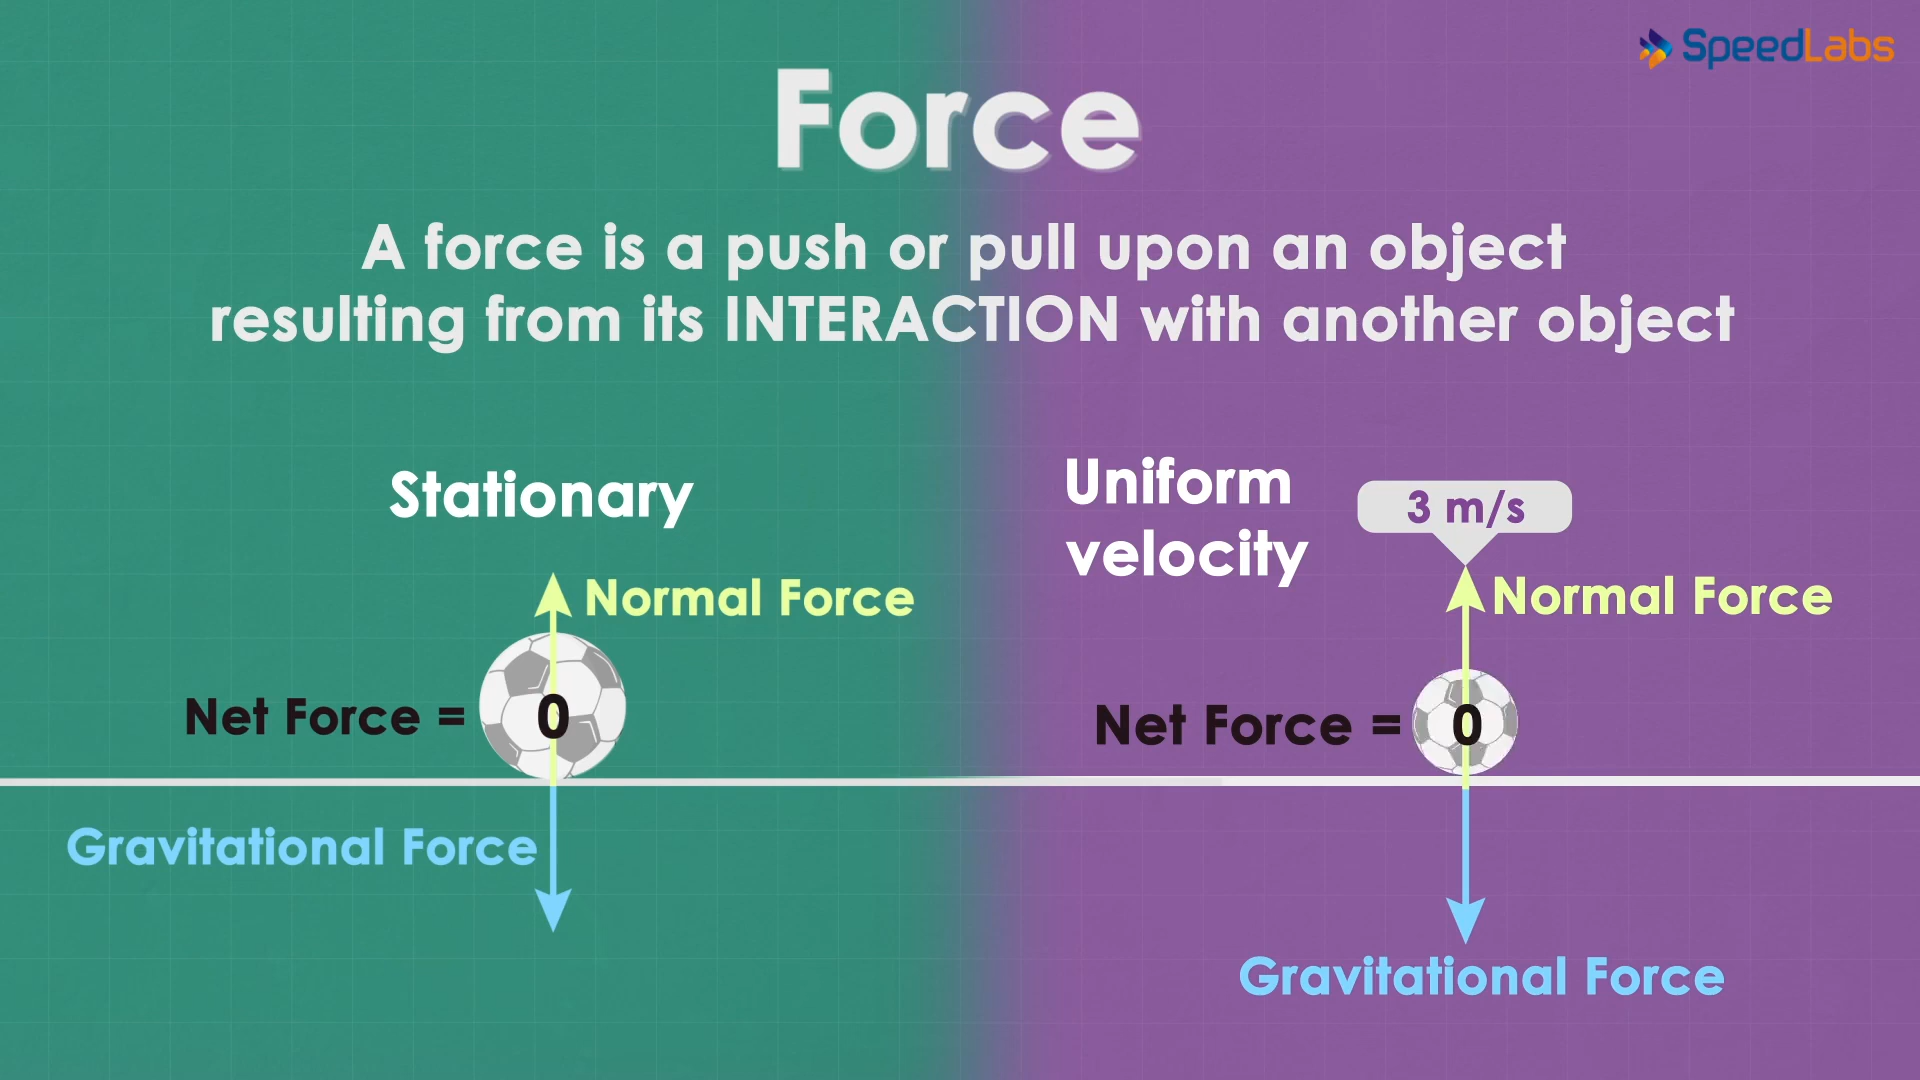 SpeedLabs
Force
A force is a push or pull upon an object
resulting from its INTERACTION with another object
Stationary
Normal Force
Net Force = 0
Gravitational Force
Uniform
velocity
3 m/s
Normal Force
Net Force = 0
Gravitational Force